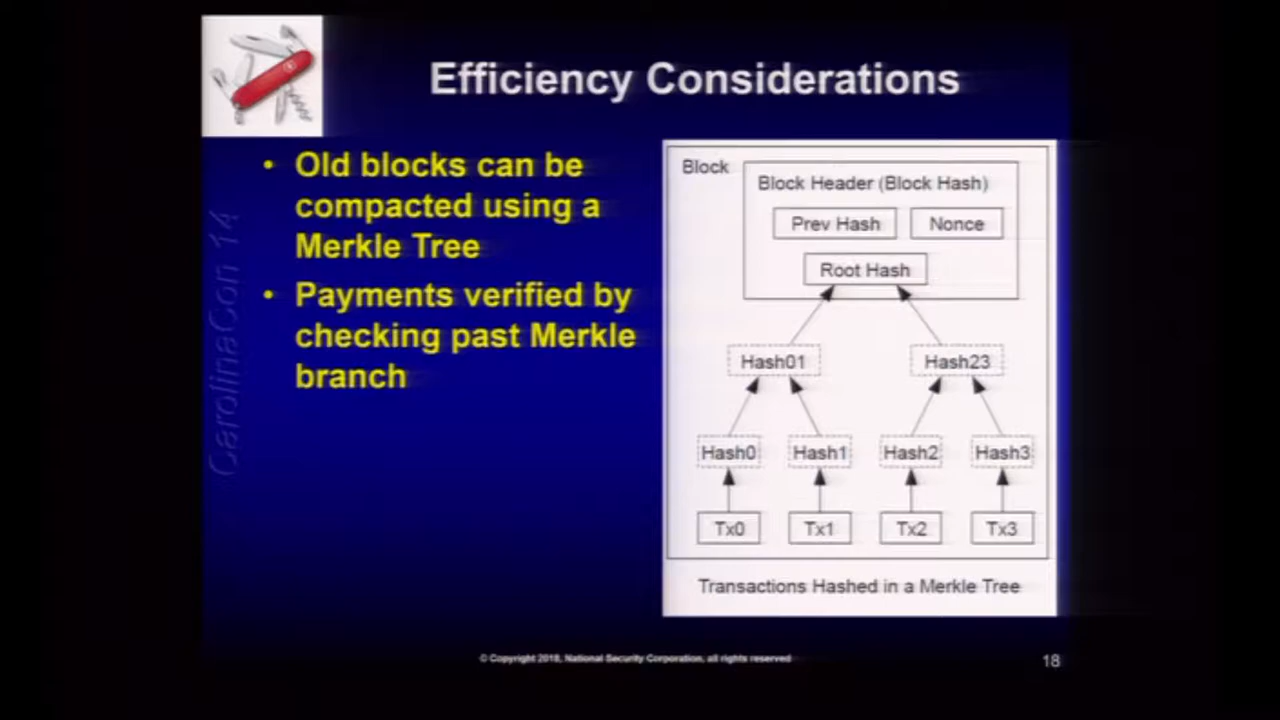 Efficiency Considerations
• Old blocks can be
compacted using a
Merkle Tree
• Payments verified by
checking past Merkle
branch
CarolinaCon 14
Block
Block Header (Block Hash)
Prev Hash
Nonce
Root Hash
Hash01
Hash23
Hash0
Hash1
Hash2
Hash3
Tx0
Tx1
Tx2
Tx3
Transactions Hashed in a Merkle Tree
© Copyright 2018, National Security Corporation, all rights reserved
18